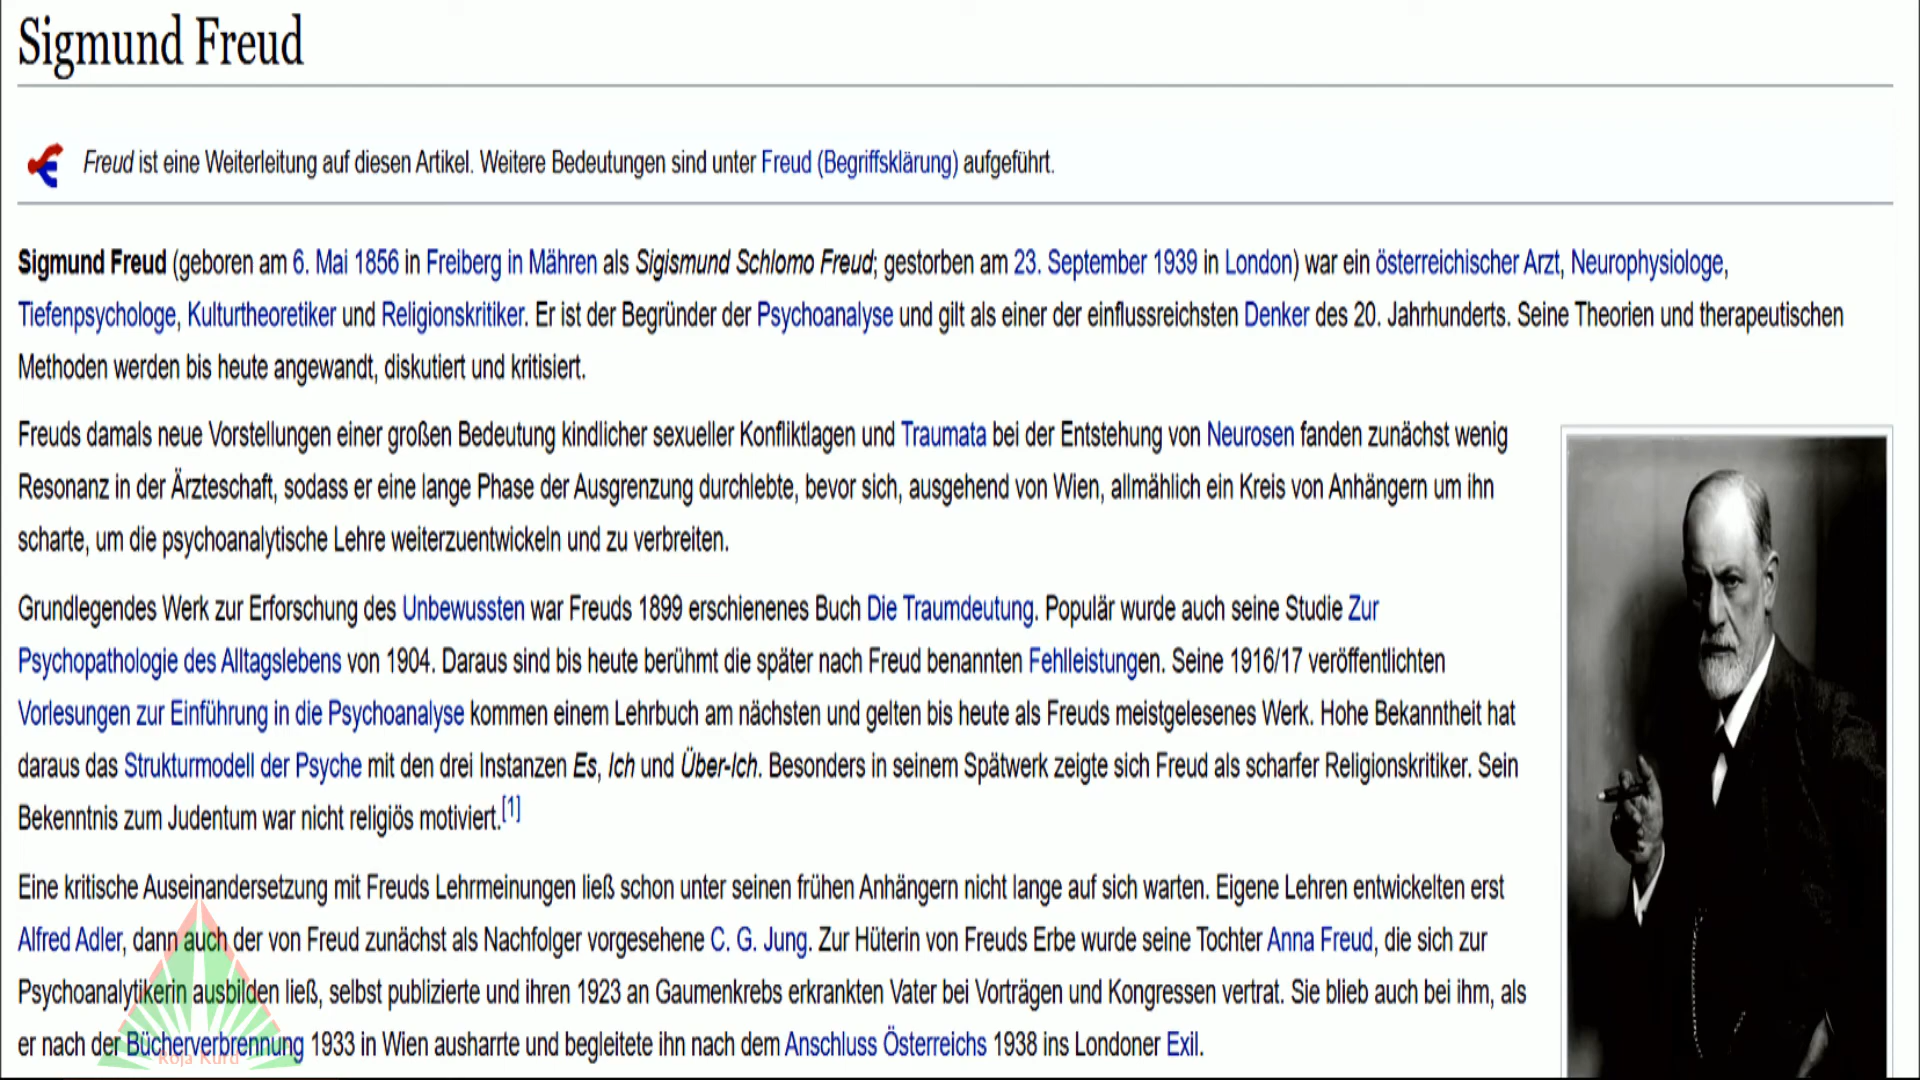 Sigmund Freud
Freud ist eine Weiterleitung auf diesen Artikel. Weitere Bedeutungen sind unter Freud (Begriffsklärung) aufgeführt.
Sigmund Freud (geboren am 6. Mai 1856 in Freiberg in Mähren als Sigismund Schlomo Freud; gestorben am 23. September 1939 in London) war ein österreichischer Arzt, Neurophysiologe,
Tiefenpsychologe, Kulturtheoretiker und Religionskritiker. Er ist der Begründer der Psychoanalyse und gilt als einer der einflussreichsten Denker des 20. Jahrhunderts. Seine Theorien und therapeutischen
Methoden werden bis heute angewandt, diskutiert und kritisiert.
Freuds damals neue Vorstellungen einer großen Bedeutung kindlicher sexueller Konfliktlagen und Traumata bei der Entstehung von Neurosen fanden zunächst wenig
Resonanz in der Ärzteschaft, sodass er eine lange Phase der Ausgrenzung durchlebte, bevor sich, ausgehend von Wien, allmählich ein Kreis von Anhängern um ihn
scharte, um die psychoanalytische Lehre weiterzuentwickeln und zu verbreiten.
Grundlegendes Werk zur Erforschung des Unbewussten war Freuds 1899 erschienenes Buch Die Traumdeutung. Populär wurde auch seine Studie Zur
Psychopathologie des Alltagslebens von 1904. Daraus sind bis heute berühmt die später nach Freud benannten Fehlleistungen. Seine 1916/17 veröffentlichten
Vorlesungen zur Einführung in die Psychoanalyse kommen einem Lehrbuch am nächsten und gelten bis heute als Freuds meistgelesenes Werk. Hohe Bekanntheit hat
daraus das Strukturmodell der Psyche mit den drei Instanzen Es, Ich und Über-Ich. Besonders in seinem Spätwerk zeigte sich Freud als scharfer Religionskritiker. Sein
Bekenntnis zum Judentum war nicht religiös motiviert.[1]
Eine kritische Auseinandersetzung mit Freuds Lehrmeinungen ließ schon unter seinen frühen Anhängern nicht lange auf sich warten. Eigene Lehren entwickelten erst
Alfred Adler, dann auch der von Freud zunächst als Nachfolger vorgesehene C. G. Jung. Zur Hüterin von Freuds Erbe wurde seine Tochter Anna Freud, die sich zur
Psychoanalytikerin ausbilden ließ, selbst publizierte und ihren 1923 an Gaumenkrebs erkrankten Vater bei Vorträgen und Kongressen vertrat. Sie blieb auch bei ihm, als
er nach der Bücherverbrennung 1933 in Wien ausharrte und begleitete ihn nach dem Anschluss Österreichs 1938 ins Londoner Exil.
Roja Kurd